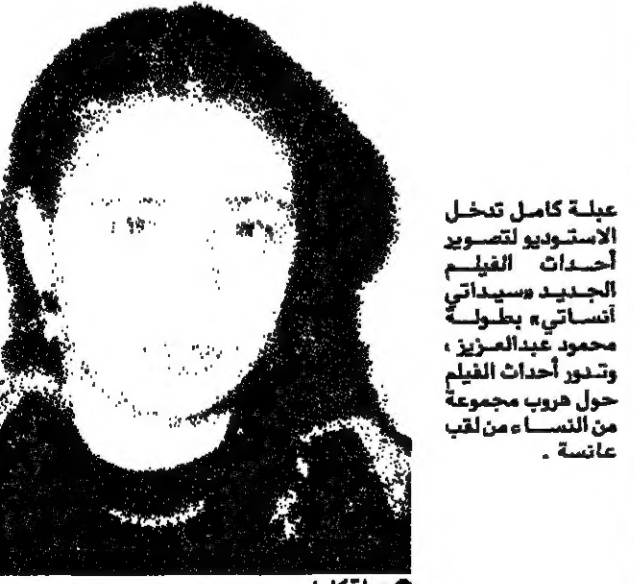 عبلة كامل تدخل
الاستوديو لتصوير
أحداث الفيلم
الجديد «سيداتي
آنساتي» بطولة
محمود عبدالعزيز ،
وتدور أحداث الفيلم
حول هروب مجموعة
من النساء من لقب
عانسة .